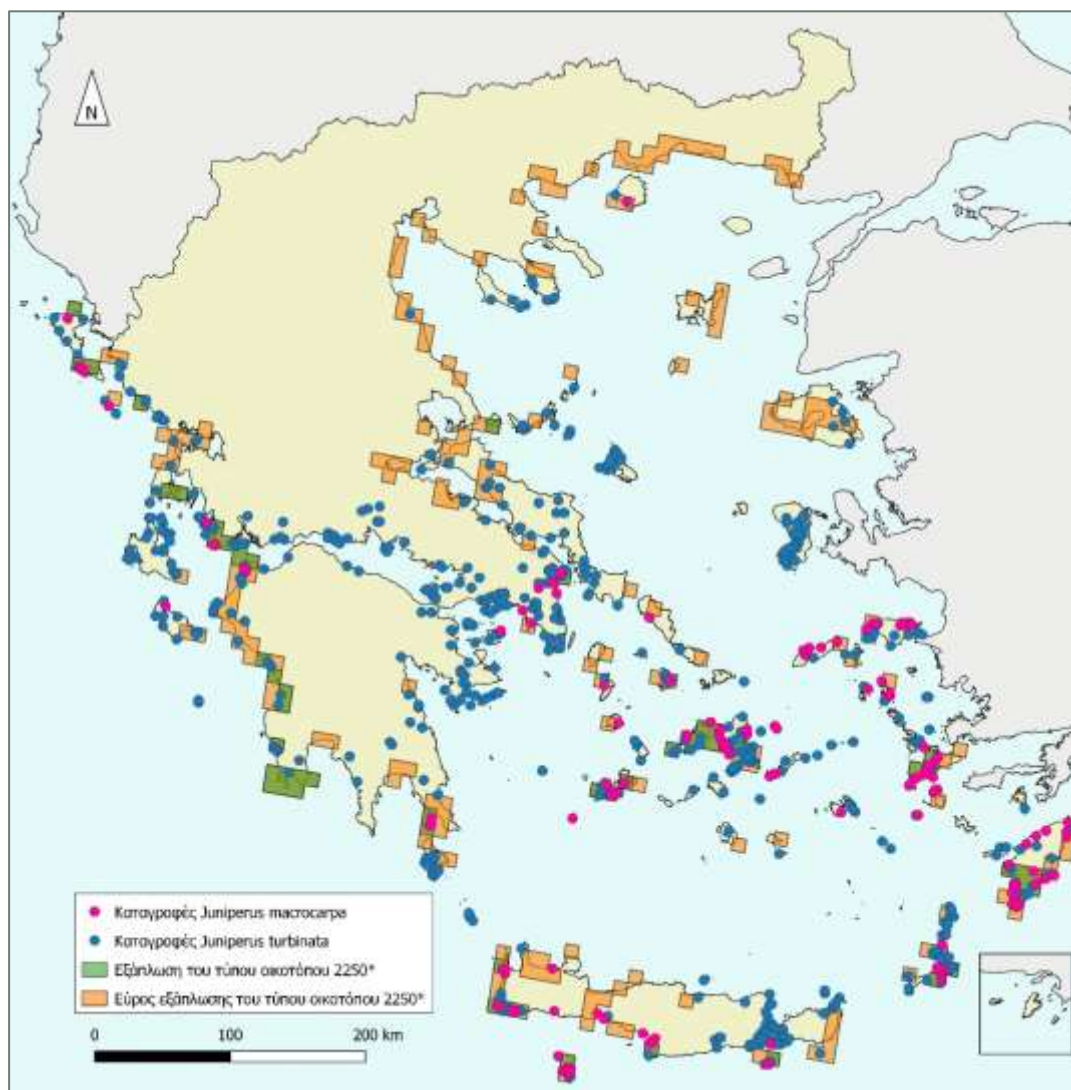 N
Καταγραφές Juniperus macrocarpa
Καταγραφές Juniperus turbinata
Εξάπλωση του τύπου οικοτόπου 2250*
Εύρος εξάπλωσης του τύπου οικοτόπου 2250*
0 100 200 km